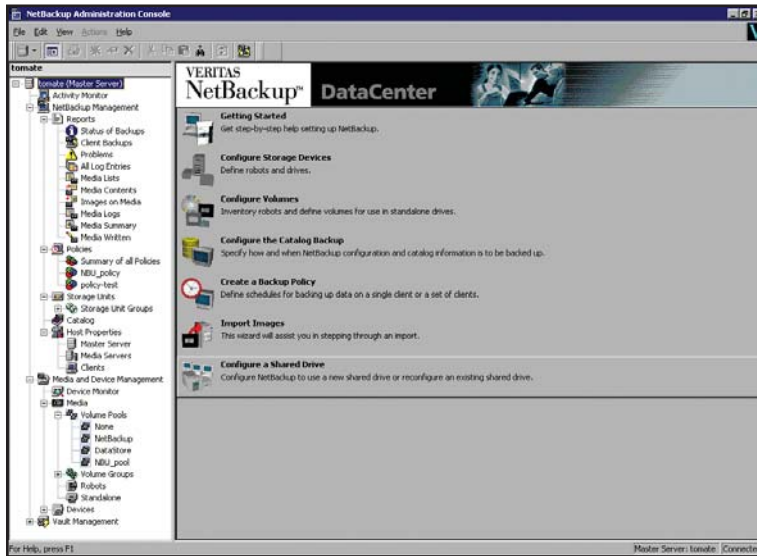 NetBackup Administration Console
File Edit View Actions Help
tomate
tomate (Master Server)
Activity Monitor
NetBackup Management
Reports
Status of Backups
Client Backups
Problems
All Log Entries
Media Lists
Media Contents
Images on Media
Media Logs
Media Summary
Media Written
Policies
Summary of all Policies
NBU_policy
policy-test
Storage Units
Storage Unit Groups
Catalog
Host Properties
Master Server
Media Servers
Clients
Media and Device Management
Device Monitor
Media
Volume Pools
None
NetBackup
DataStore
NBU_pool
Volume Groups
Robots
Standalone
Devices
Vault Management
VERITAS
NetBackup™ DataCenter
Getting Started
Get step-by-step help setting up NetBackup.
Configure Storage Devices
Define robots and drives.
Configure Volumes
Inventory robots and define volumes for use in standalone drives.
Configure the Catalog Backup
Specify how and when NetBackup configuration and catalog information is to be backed up.
Create a Backup Policy
Define schedules for backing up data on a single client or a set of clients.
Import Images
This wizard will assist you in stepping through an import.
Configure a Shared Drive
Configure NetBackup to use a new shared drive or reconfigure an existing shared drive.
For Help, press F1
Master Server: tomate Connecte